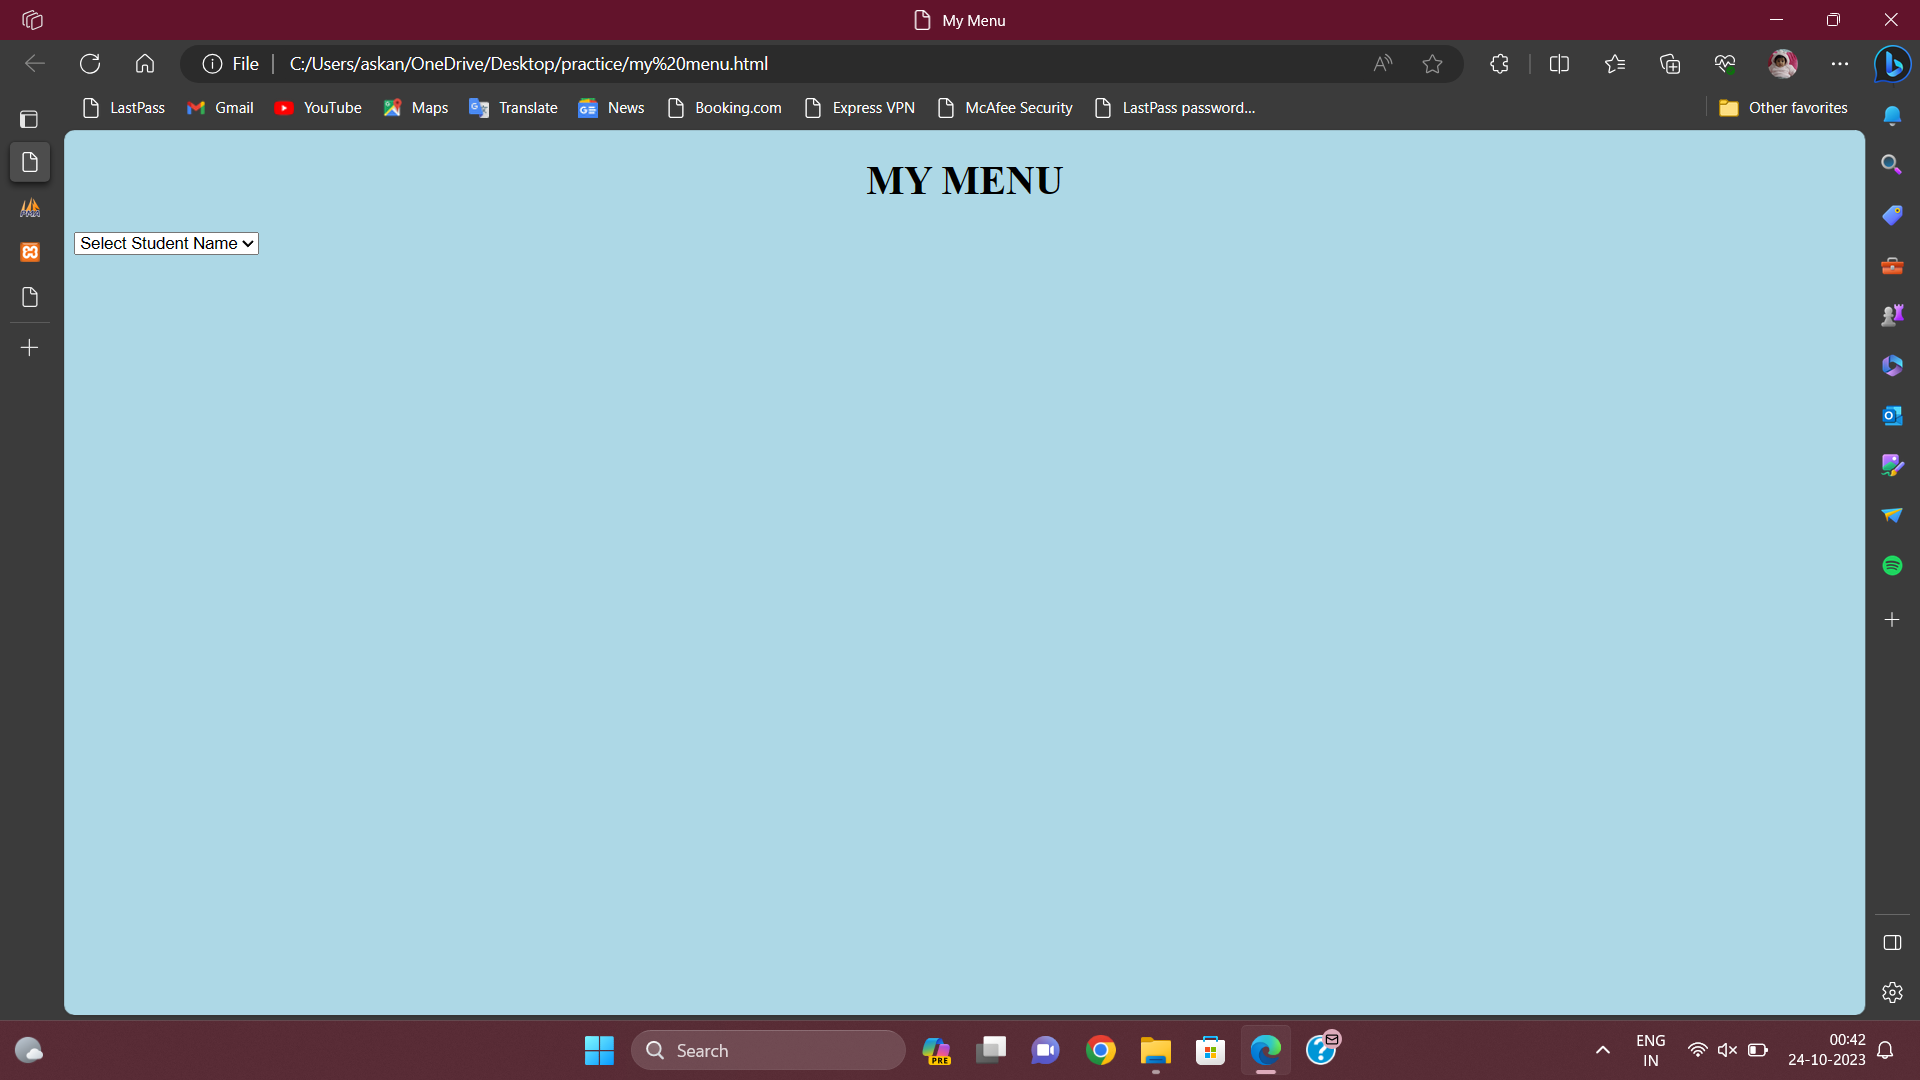 My Menu
File
C:/Users/askan/OneDrive/Desktop/practice/my%20menu.html
LastPass Gmail YouTube Maps Translate News Booking.com Express VPN McAfee Security LastPass password... Other favorites
MY MENU
Select Student Name
Search
PRE
ENG
IN
00:42
24-10-2023